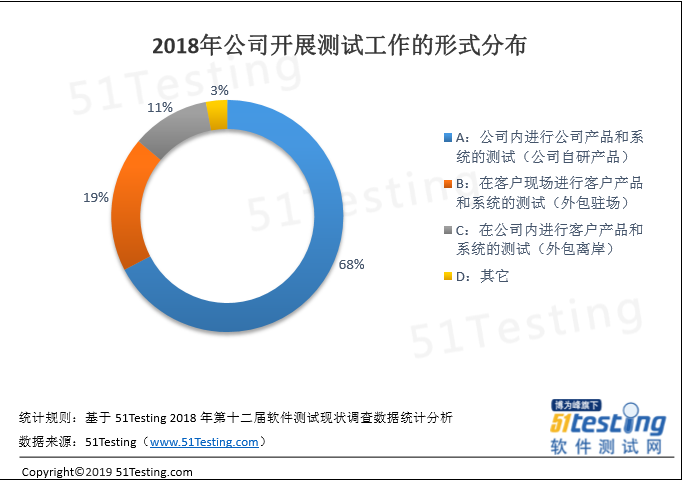 2018年公司开展测试工作的形式分布
51Testing
3%
11%
19%
68%
A：公司内进行公司产品和系
统的测试（公司自研产品）
B：在客户现场进行客户产品
和系统的测试（外包驻场）
C：在公司内进行客户产品和
系统的测试（外包离岸）
D：其它
51Testing
51Testing
统计规则：基于 51Testing 2018 年第十二届软件测试现状调查数据统计分析
数据来源：51Testing（www.51Testing.com）
博为峰旗下
51testing
软件测试网
Copyright©2019 51Testing.com